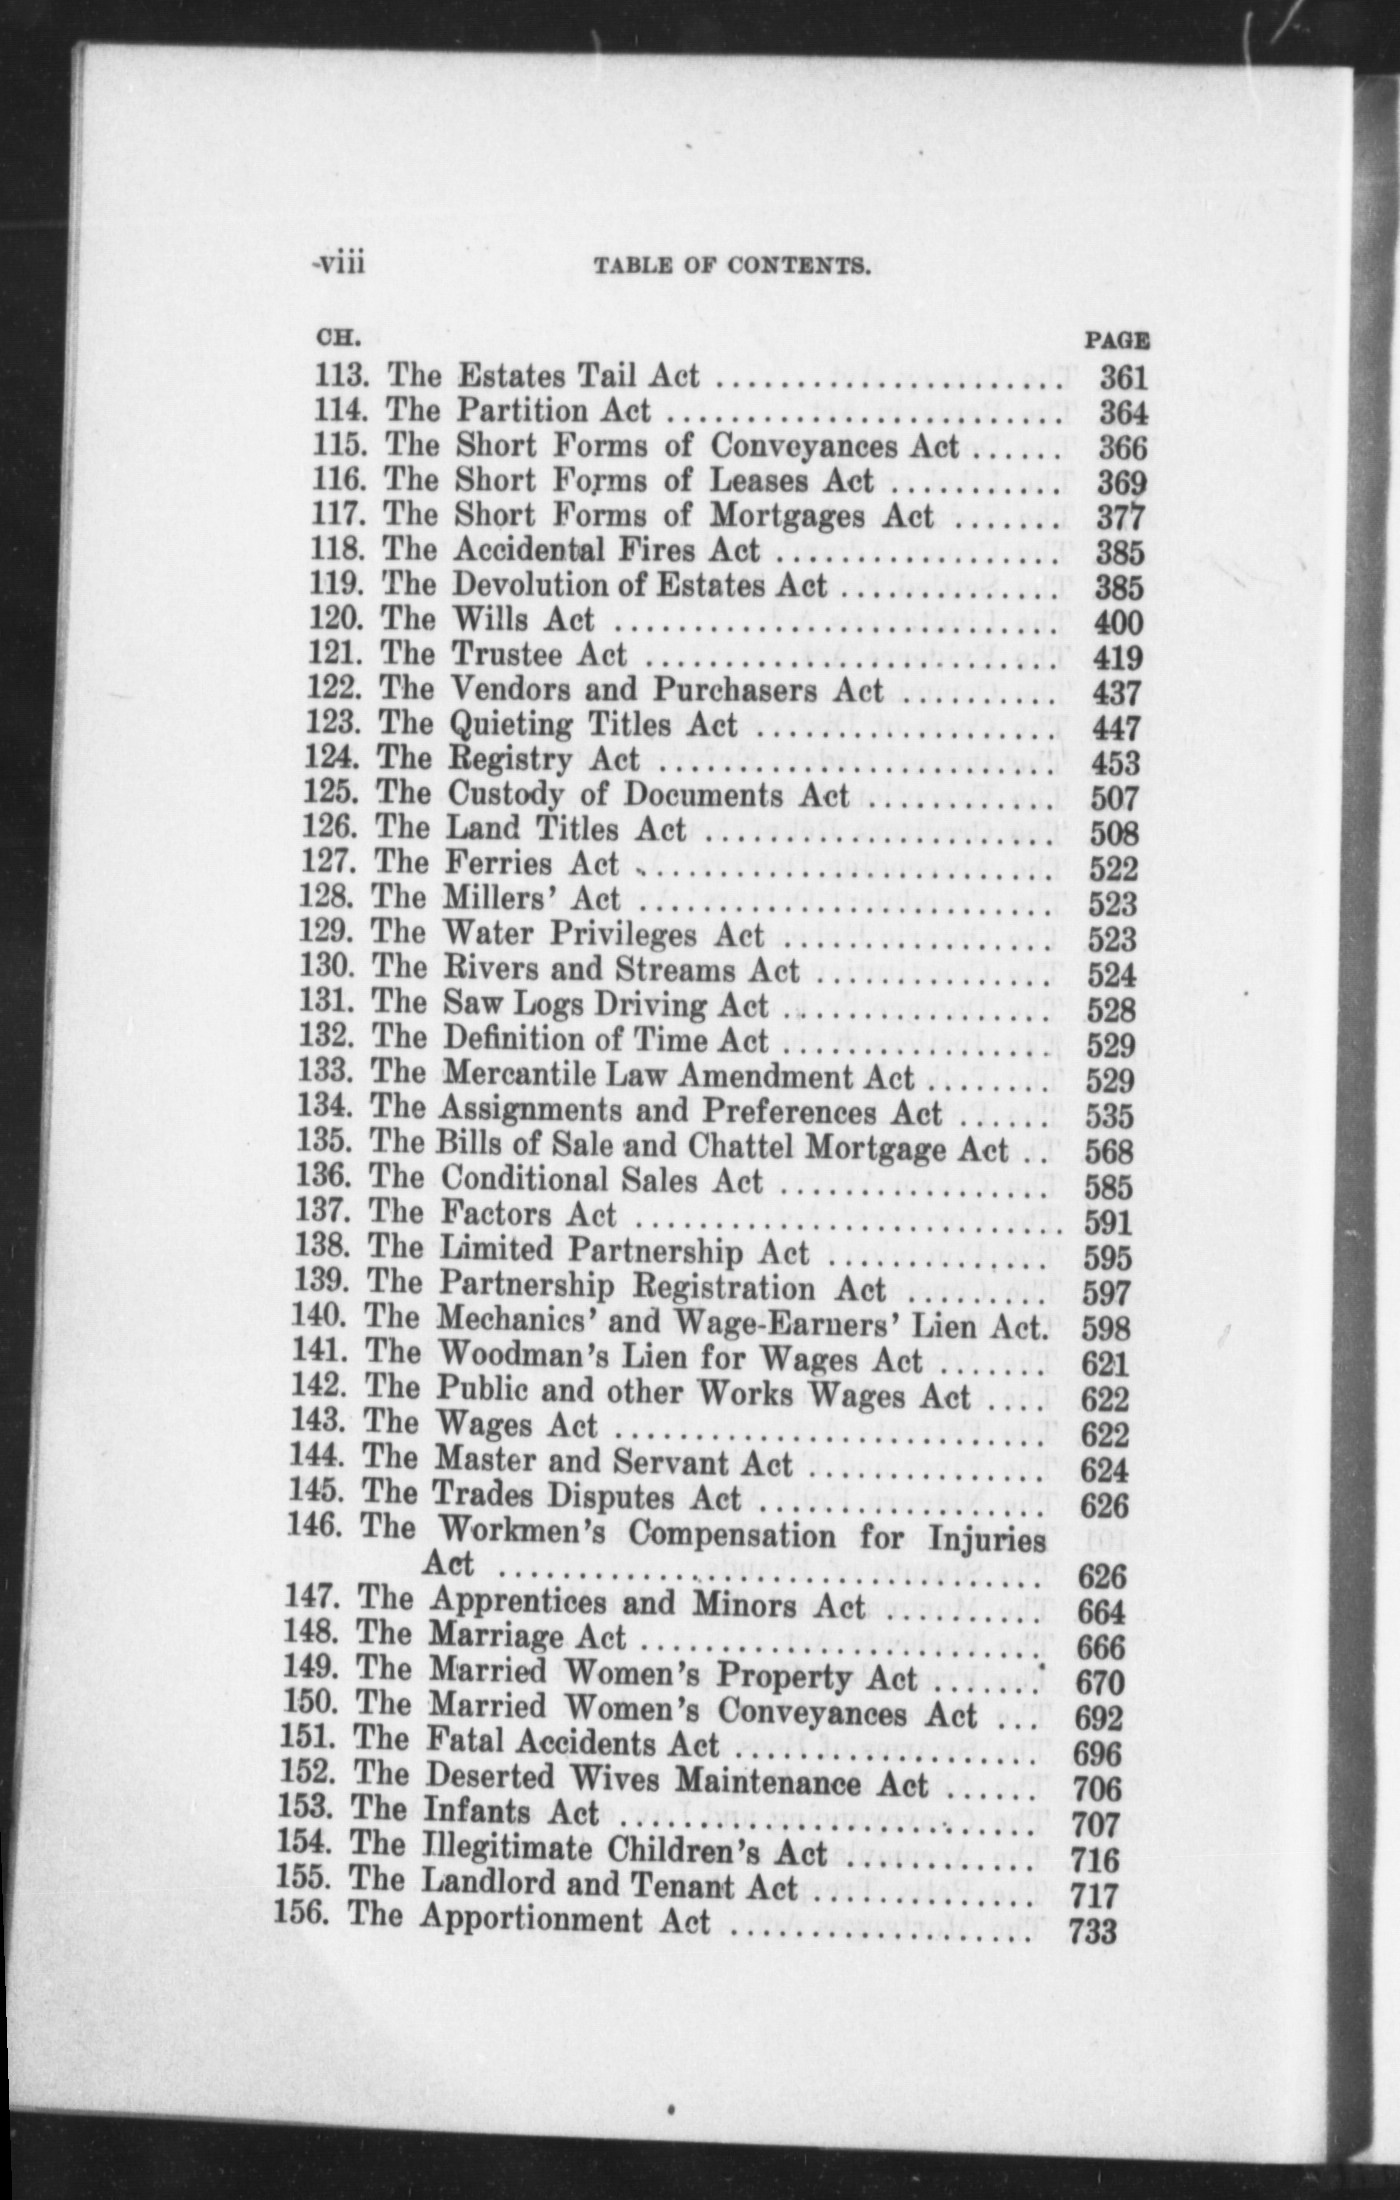 -viii TABLE OF CONTENTS.
CH. PAGE
113. The Estates Tail Act ...................... 361
114. The Partition Act ......................... 364
115. The Short Forms of Conveyances Act ...... 366
116. The Short Forms of Leases Act ........... 369
117. The Short Forms of Mortgages Act ....... 377
118. The Accidental Fires Act .................. 385
119. The Devolution of Estates Act .............. 385
120. The Wills Act ............................ 400
121. The Trustee Act .......................... 419
122. The Vendors and Purchasers Act .......... 437
123. The Quieting Titles Act ................... 447
124. The Registry Act ......................... 453
125. The Custody of Documents Act ............ 507
126. The Land Titles Act ...................... 508
127. The Ferries Act .......................... 522
128. The Millers' Act .......................... 523
129. The Water Privileges Act ................. 523
130. The Rivers and Streams Act ............... 524
131. The Saw Logs Driving Act ................. 528
132. The Definition of Time Act ................. 529
133. The Mercantile Law Amendment Act ........ 529
134. The Assignments and Preferences Act ...... 535
135. The Bills of Sale and Chattel Mortgage Act .. 568
136. The Conditional Sales Act ................. 585
137. The Factors Act ........................... 591
138. The Limited Partnership Act .............. 595
139. The Partnership Registration Act ......... 597
140. The Mechanics' and Wage-Earners' Lien Act. 598
141. The Woodman's Lien for Wages Act ....... 621
142. The Public and other Works Wages Act .... 622
143. The Wages Act ........................... 622
144. The Master and Servant Act ............... 624
145. The Trades Disputes Act .................. 626
146. The Workmen's Compensation for Injuries
Act .................................. 626
147. The Apprentices and Minors Act .......... 664
148. The Marriage Act ......................... 666
149. The Married Women's Property Act ....... 670
150. The Married Women's Conveyances Act ... 692
151. The Fatal Accidents Act ................... 696
152. The Deserted Wives Maintenance Act ...... 706
153. The Infants Act .......................... 707
154. The Illegitimate Children's Act ............ 716
155. The Landlord and Tenant Act .............. 717
156. The Apportionment Act ................... 733